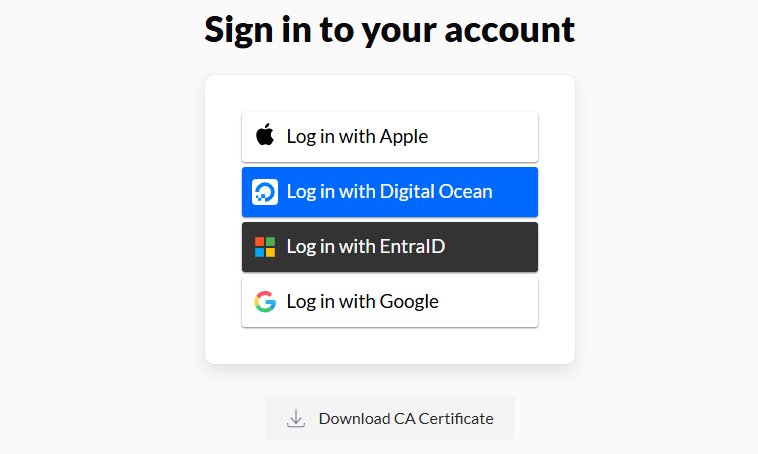 Sign in to your account
Log in with Apple
Log in with Digital Ocean
Log in with EntraID
Log in with Google
Download CA Certificate